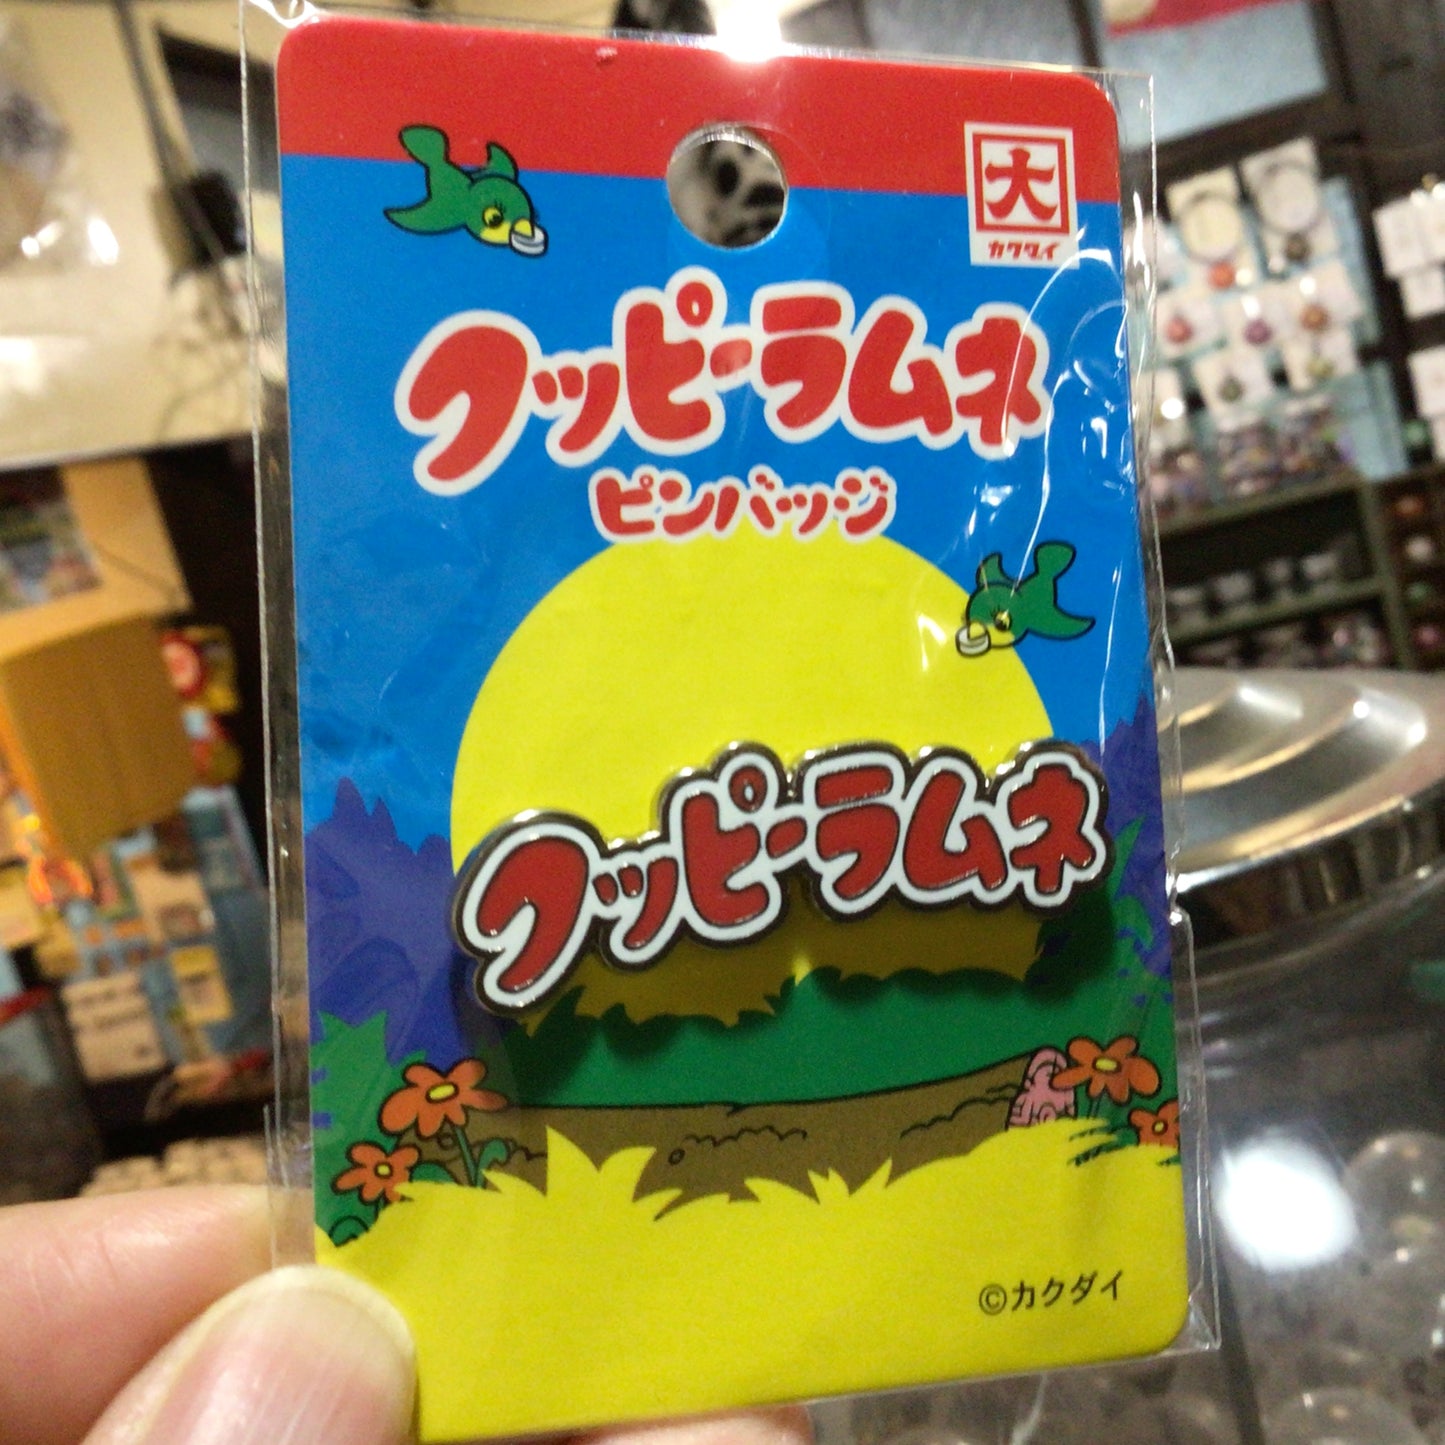 大
カクダイ
クッピーラムネ
ピンバッジ
クッピーラムネ
©カクダイ